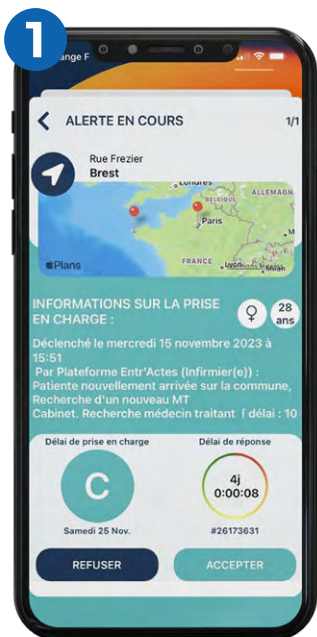 1
ange F
ALERTE EN COURS 1/1
Rue Frezier
Brest
Londres
BELGIQUE
ALLEMAGN
Paris
FRANCE
Lyon
Milan
Plans
INFORMATIONS SUR LA PRISE
EN CHARGE :
28
ans
Déclenché le mercredi 15 novembre 2023 à
15:51
Par Plateforme Entr'Actes (Infirmier(e)) :
Patiente nouvellement arrivée sur la commune,
Recherche d'un nouveau MT
Cabinet. Recherche médecin traitant [ délai : 10
Délai de prise en charge
Délai de réponse
C
4j
0:00:08
Samedi 25 Nov.
#26173631
REFUSER
ACCEPTER